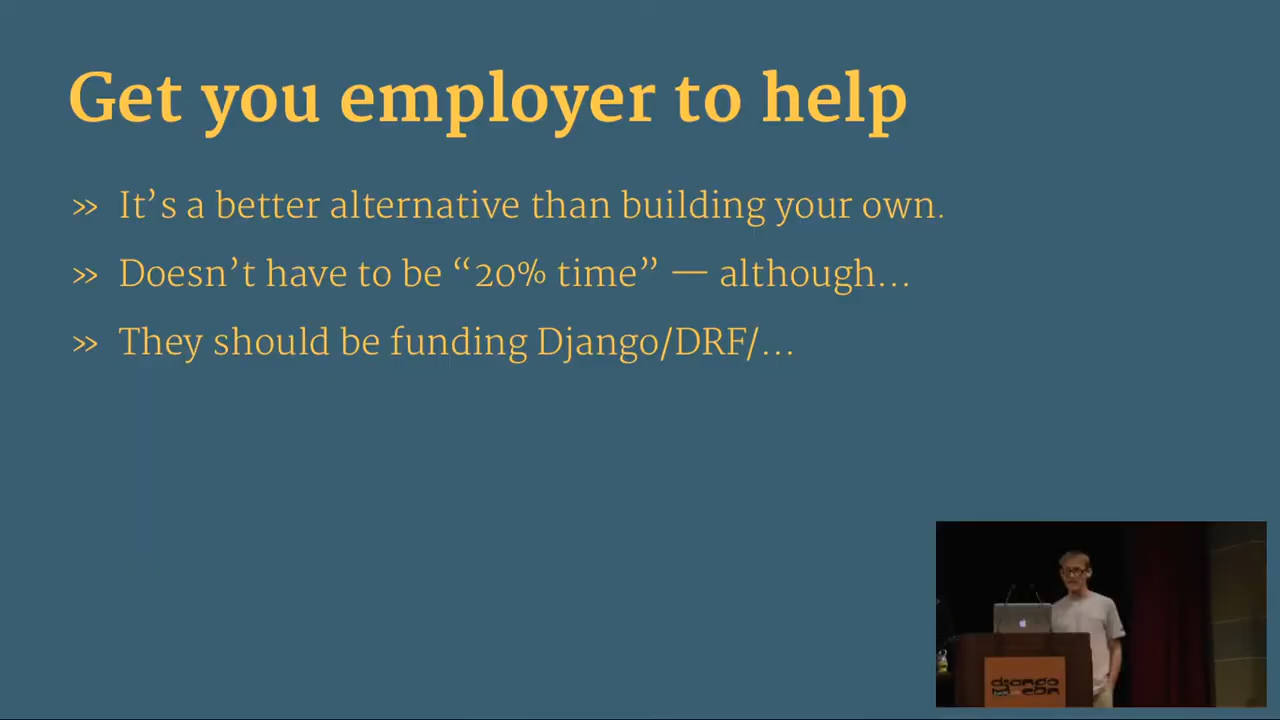 Get you employer to help
» It’s a better alternative than building your own.
» Doesn’t have to be “20% time” — although…
» They should be funding Django/DRF/…
django